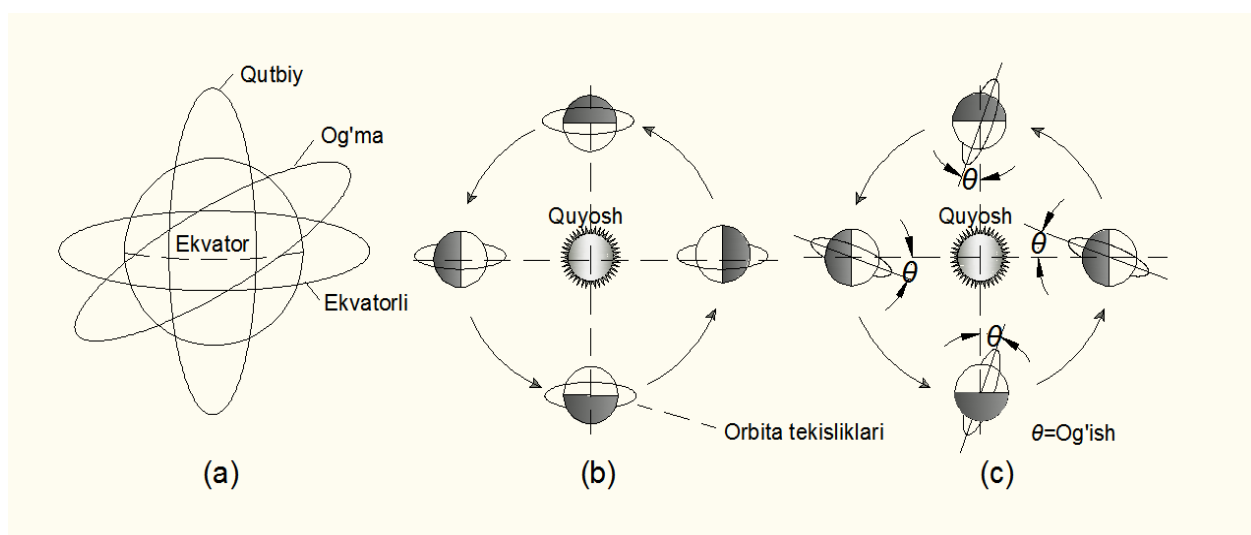 Qutbiy
Og'ma
Ekvator
Ekvatorli
(a)
Quyosh
Orbita tekisliklari
(b)
θ
Quyosh
θ
θ
θ
θ=Og'ish
(c)